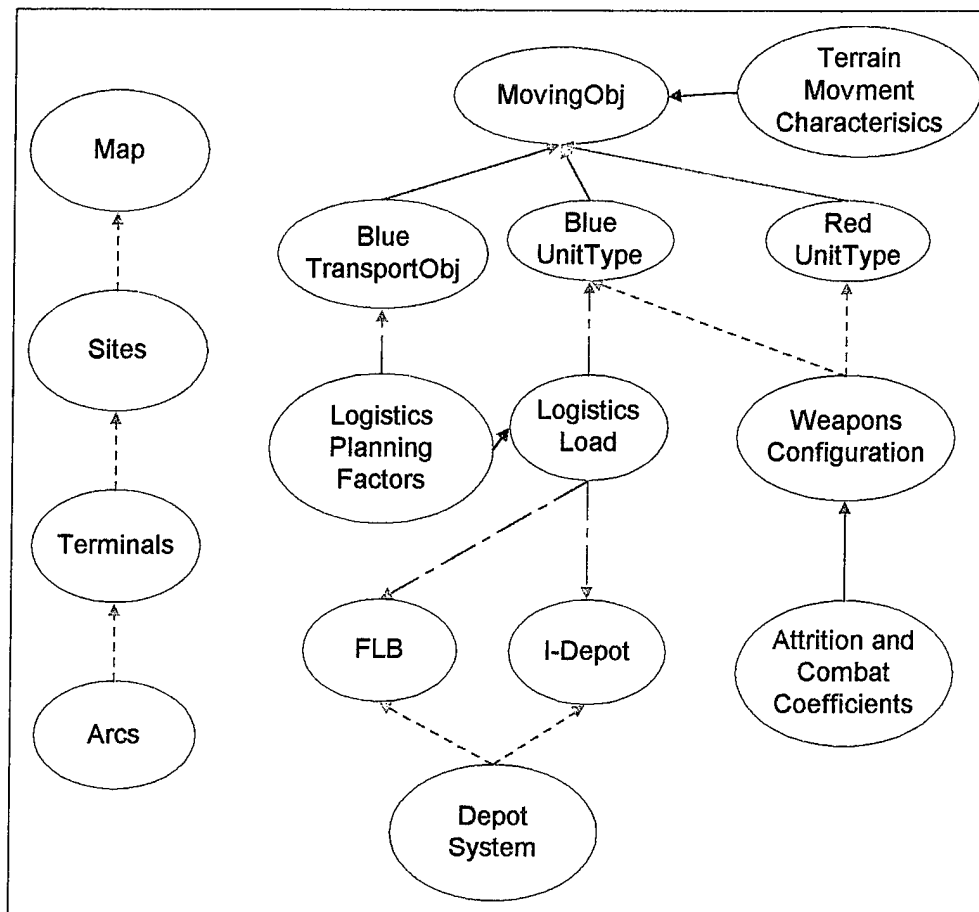 MovingObj
Terrain
Movment
Characterisics
Map
Blue
TransportObj
Blue
UnitType
Red
UnitType
Sites
Logistics
Planning
Factors
Logistics
Load
Weapons
Configuration
Terminals
FLB
I-Depot
Attrition and
Combat
Coefficients
Arcs
Depot
System